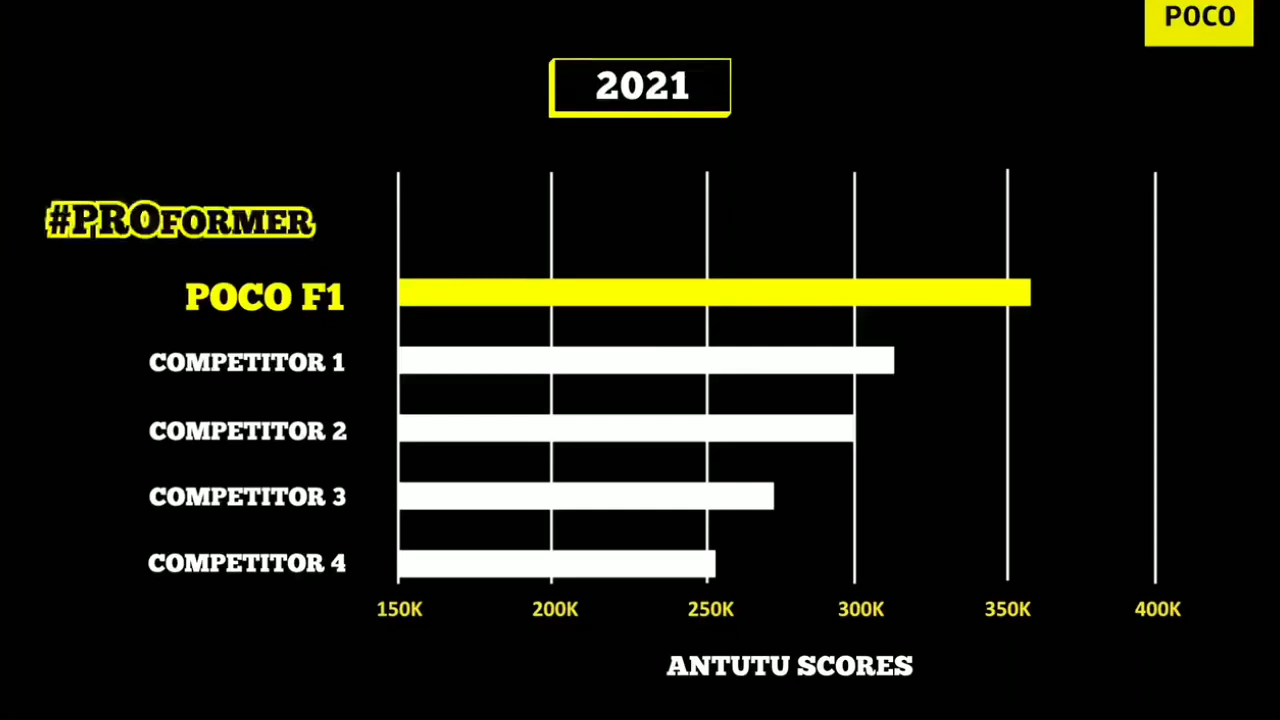 POCO
2021
#PROFORMER
POCO F1
COMPETITOR 1
COMPETITOR 2
COMPETITOR 3
COMPETITOR 4
150K 200K 250K 300K 350K 400K
ANTUTU SCORES